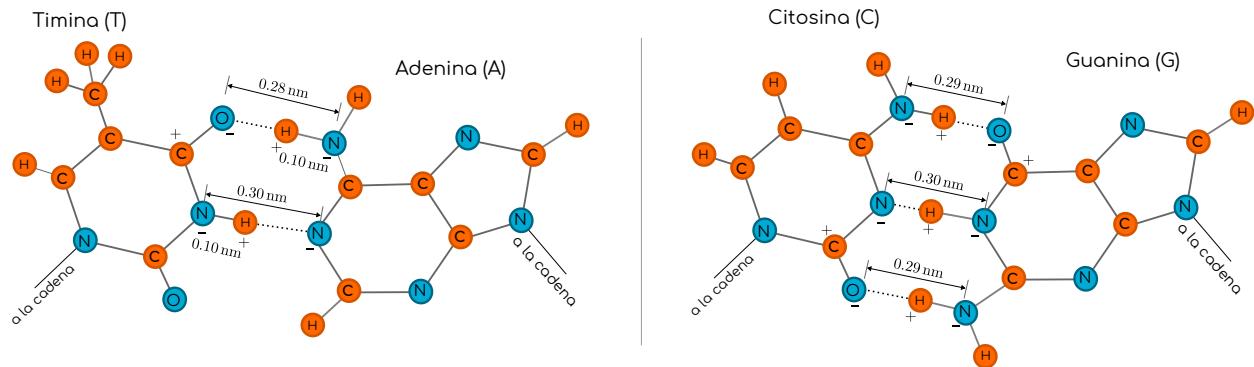 Timina (T)
Adenina (A)
H
H
H
C
0.28 nm
H
O
-
H
+
0.10 nm
N
-
C
+
C
H
C
C
C
N
C
H
0.30 nm
N
-
H
+
0.10 nm
N
-
N
C
O
C
N
C
N
H
a la cadena
a la cadena
Citosina (C)
Guanina (G)
H
0.29 nm
H
N
-
H
+
O
-
C
C
H
C
C
+
C
N
C
H
0.30 nm
N
-
H
N
-
N
C
+
O
-
0.29 nm
H
+
N
-
H
C
N
C
N
a la cadena
a la cadena